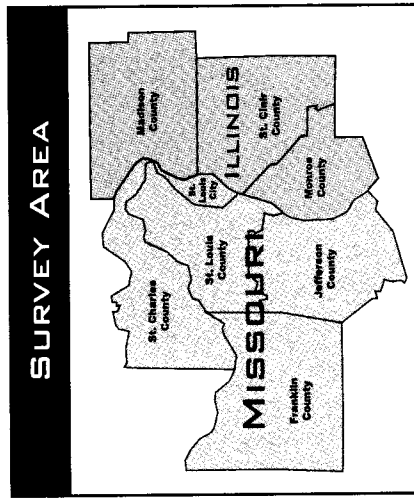 SURVEY AREA
Madison
County
St. Charles
County
St.
Louis
City
ILLINOIS
St. Clair
County
St. Louis
County
Monroe
County
MISSOURI
Jefferson
County
Franklin
County